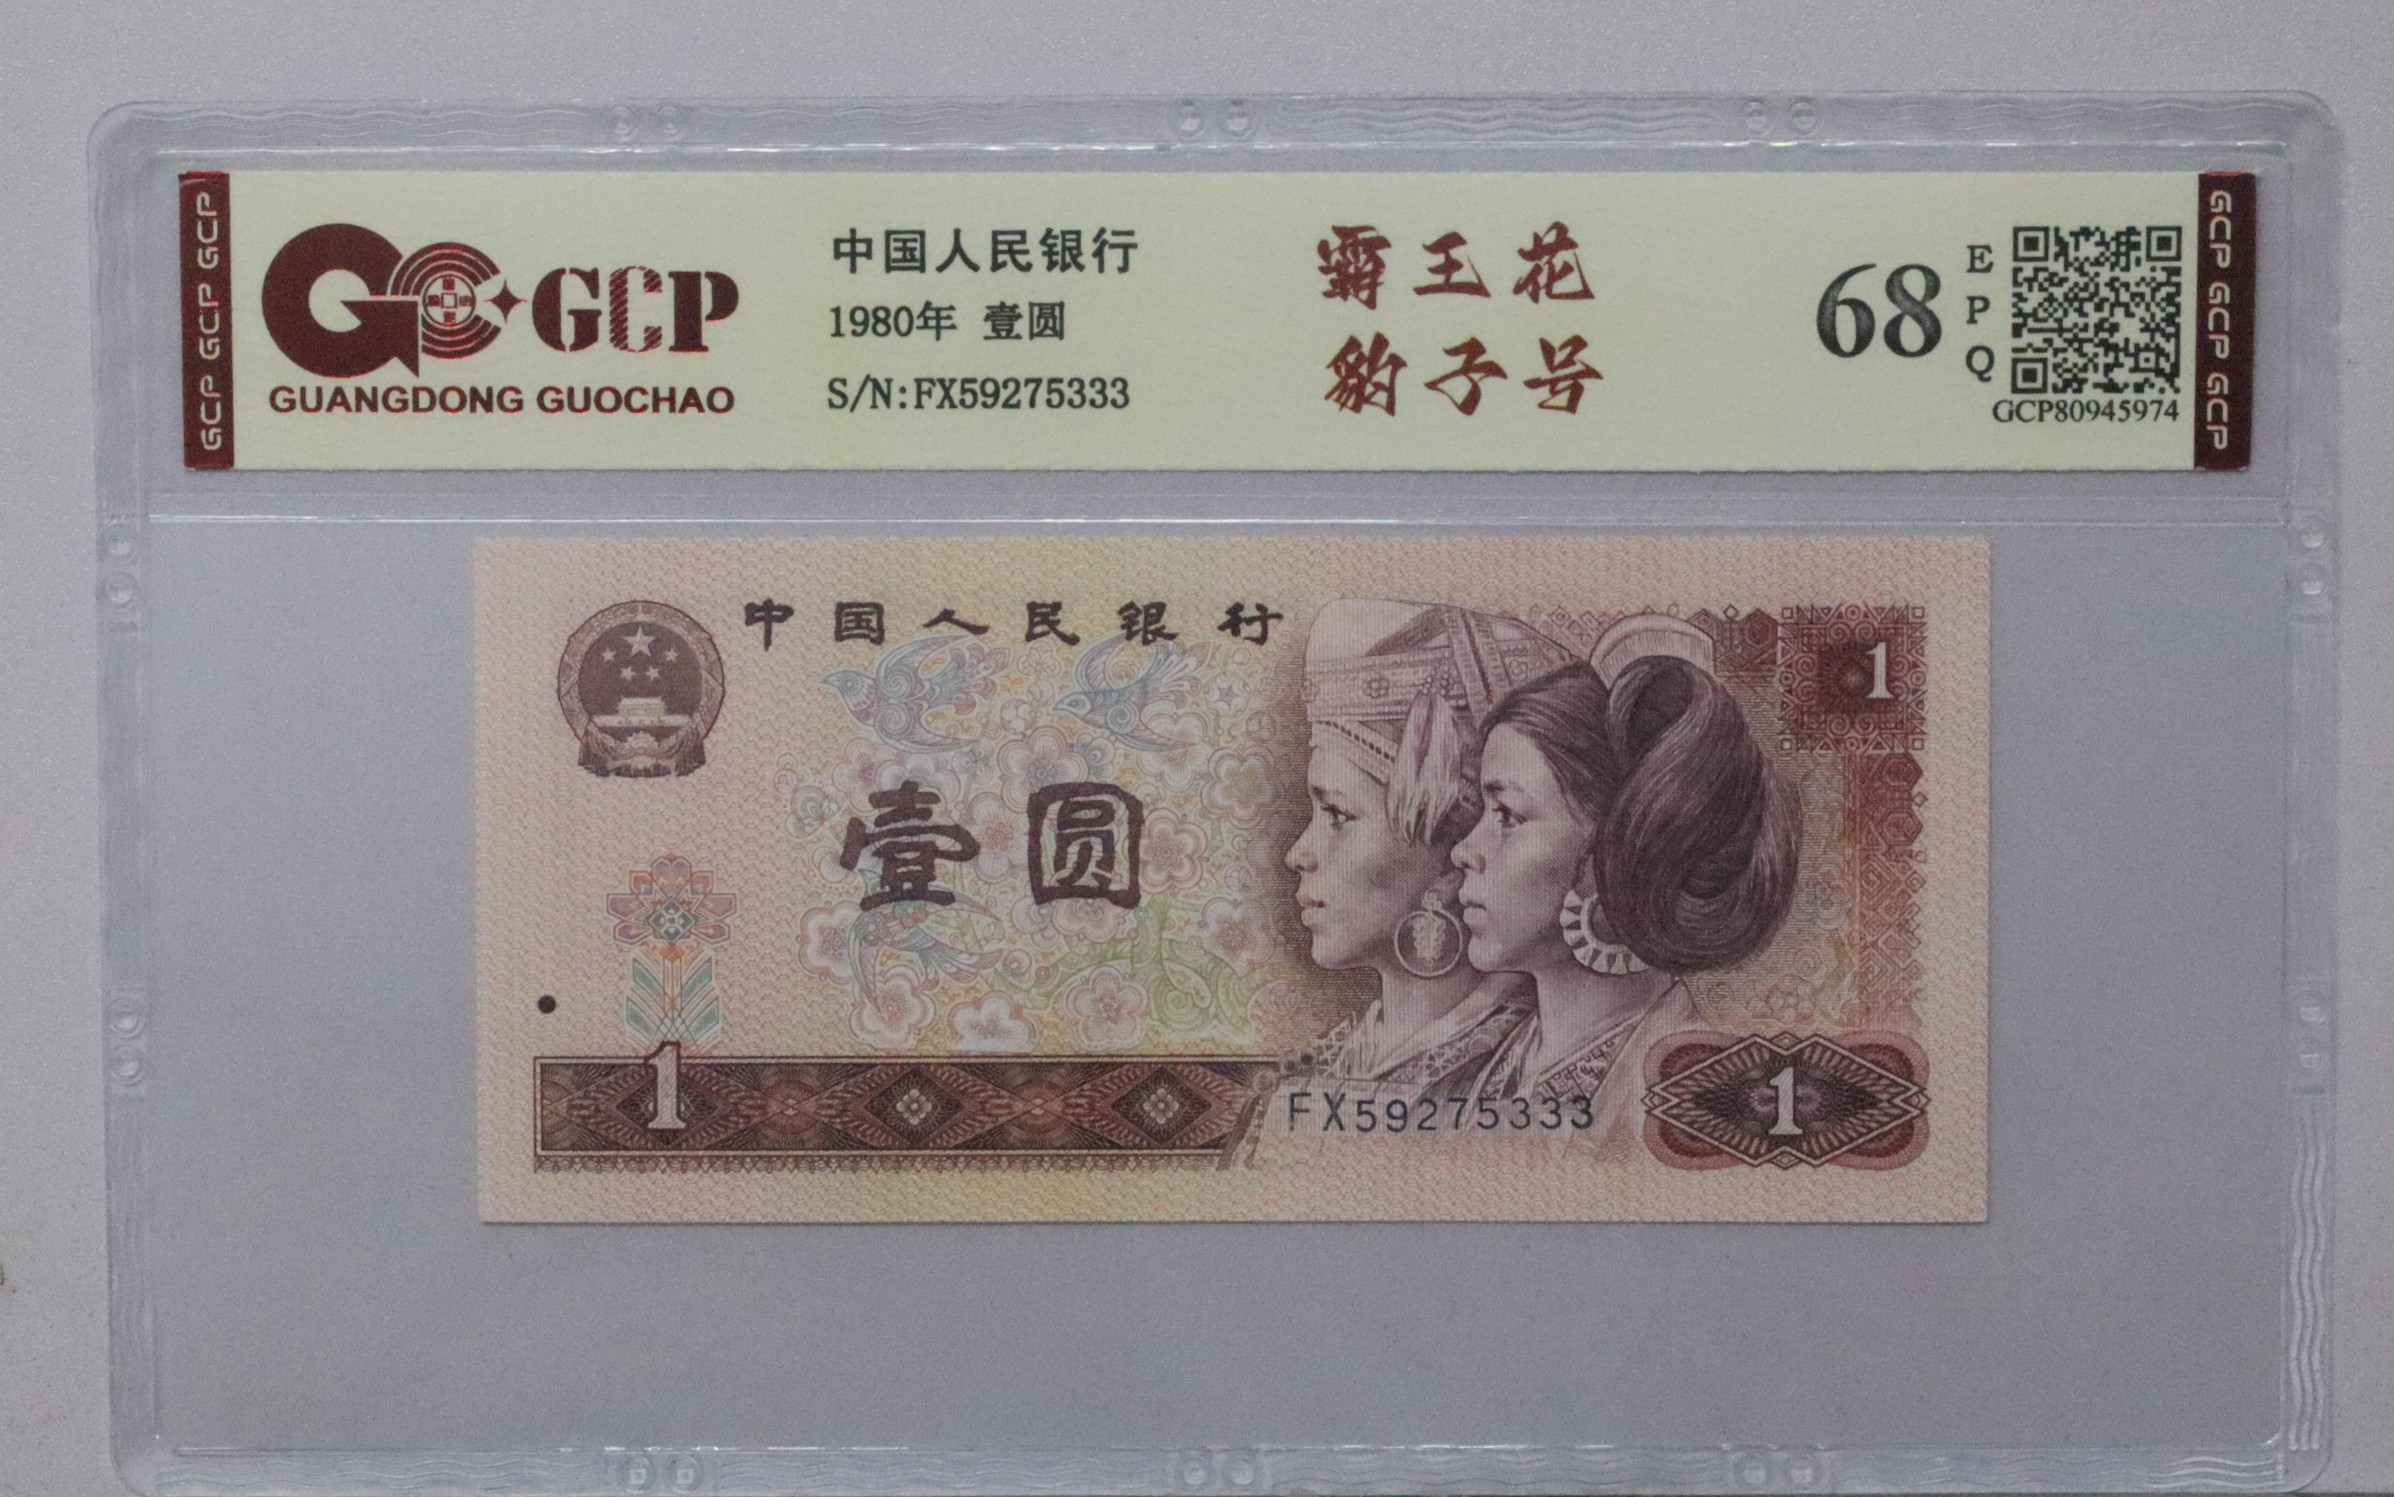 GCP GCP GCP
GCP
GUANGDONG GUOCHAO
中国人民银行
1980年 壹圆
S/N:FX59275333
霸王花
豹子号
68
EPQ
GCP80945974
GCP GCP GCP
中国人民银行
1
壹圆
1
FX59275333
1